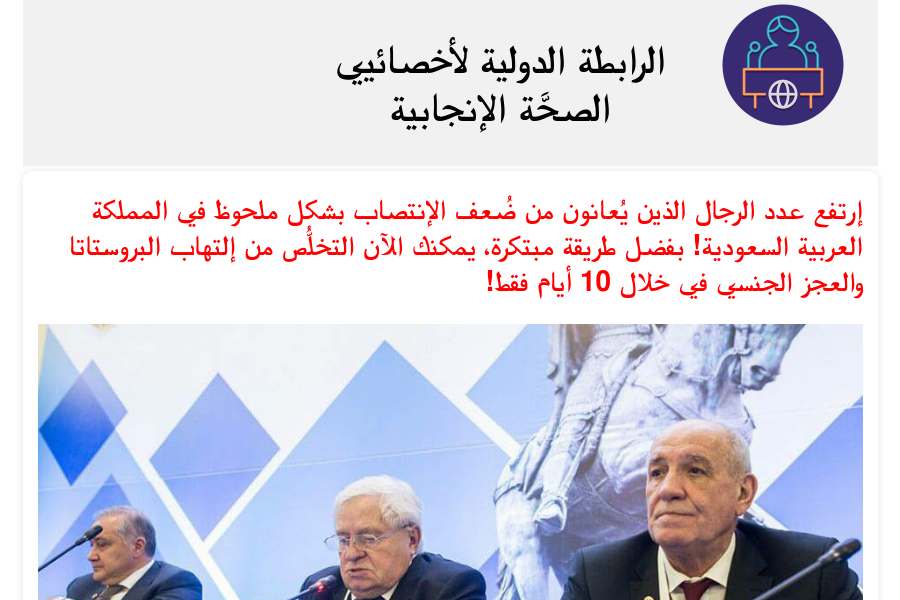 الرابطة الدولية لأخصائيي
الصحَّة الإنجابية
إرتفع عدد الرجال الذين يُعانون من ضُعف الإنتصاب بشكل ملحوظ في المملكة
العربية السعودية! بفضل طريقة مبتكرة، يمكنك الآن التخلُّص من إلتهاب البروستاتا
والعجز الجنسي في خلال 10 أيام فقط!